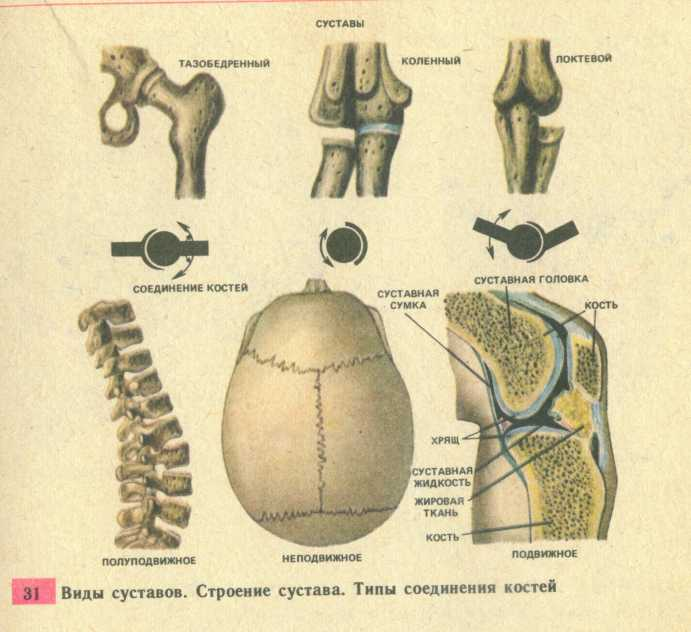 СУСТАВЫ
ТАЗОБЕДРЕННЫЙ
КОЛЕННЫЙ
ЛОКТЕВОЙ
СОЕДИНЕНИЕ КОСТЕЙ
СУСТАВНАЯ
СУМКА
СУСТАВНАЯ ГОЛОВКА
КОСТЬ
ХРЯЩ
СУСТАВНАЯ
ЖИДКОСТЬ
ЖИРОВАЯ
ТКАНЬ
КОСТЬ
ПОЛУПОДВИЖНОЕ
НЕПОДВИЖНОЕ
ПОДВИЖНОЕ
31 Виды суставов. Строение сустава. Типы соединения костей